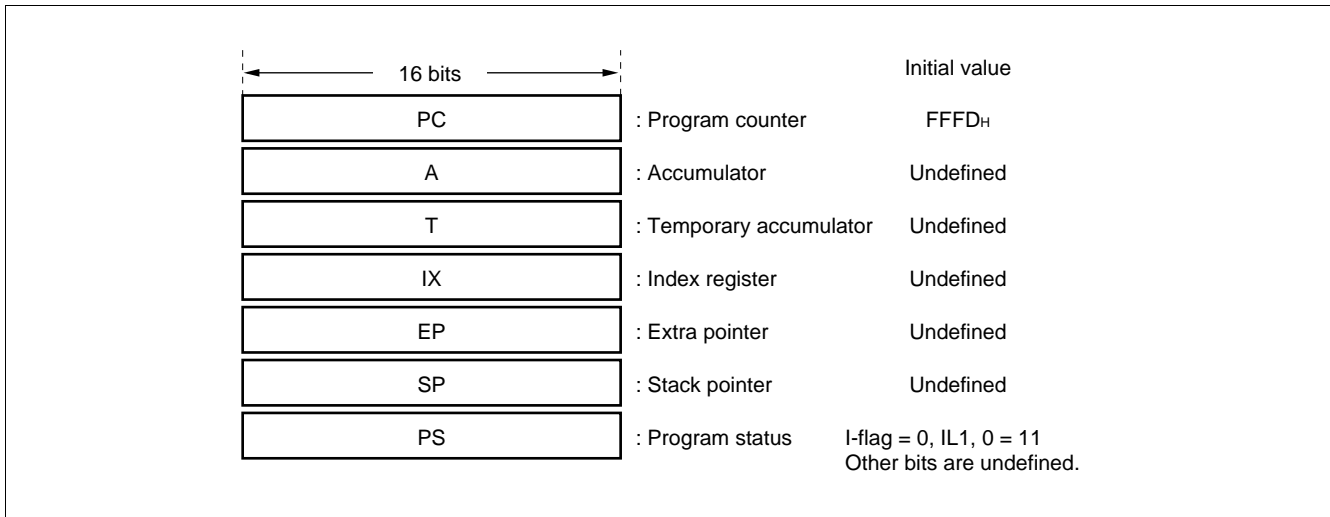 16 bits Initial value
PC : Program counter FFFDH
A : Accumulator Undefined
T : Temporary accumulator Undefined
IX : Index register Undefined
EP : Extra pointer Undefined
SP : Stack pointer Undefined
PS : Program status I-flag = 0, IL1, 0 = 11
Other bits are undefined.